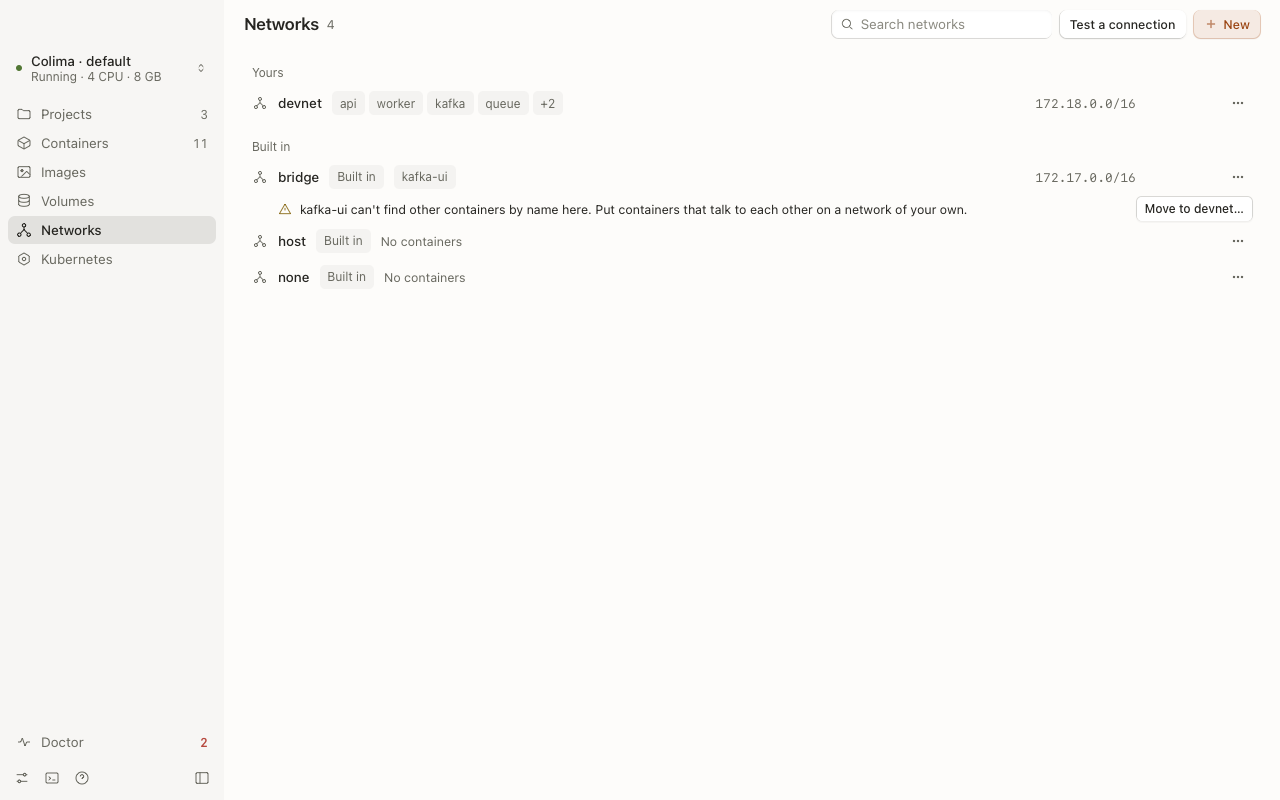 Networks 4
Search networks
Test a connection
New
Colima · default
Running · 4 CPU · 8 GB
Projects 3
Containers 11
Images
Volumes
Networks
Kubernetes
Yours
devnet api worker kafka queue +2 172.18.0.0/16
Built in
bridge Built in kafka-ui 172.17.0.0/16
kafka-ui can't find other containers by name here. Put containers that talk to each other on a network of your own. Move to devnet...
host Built in No containers
none Built in No containers
Doctor 2